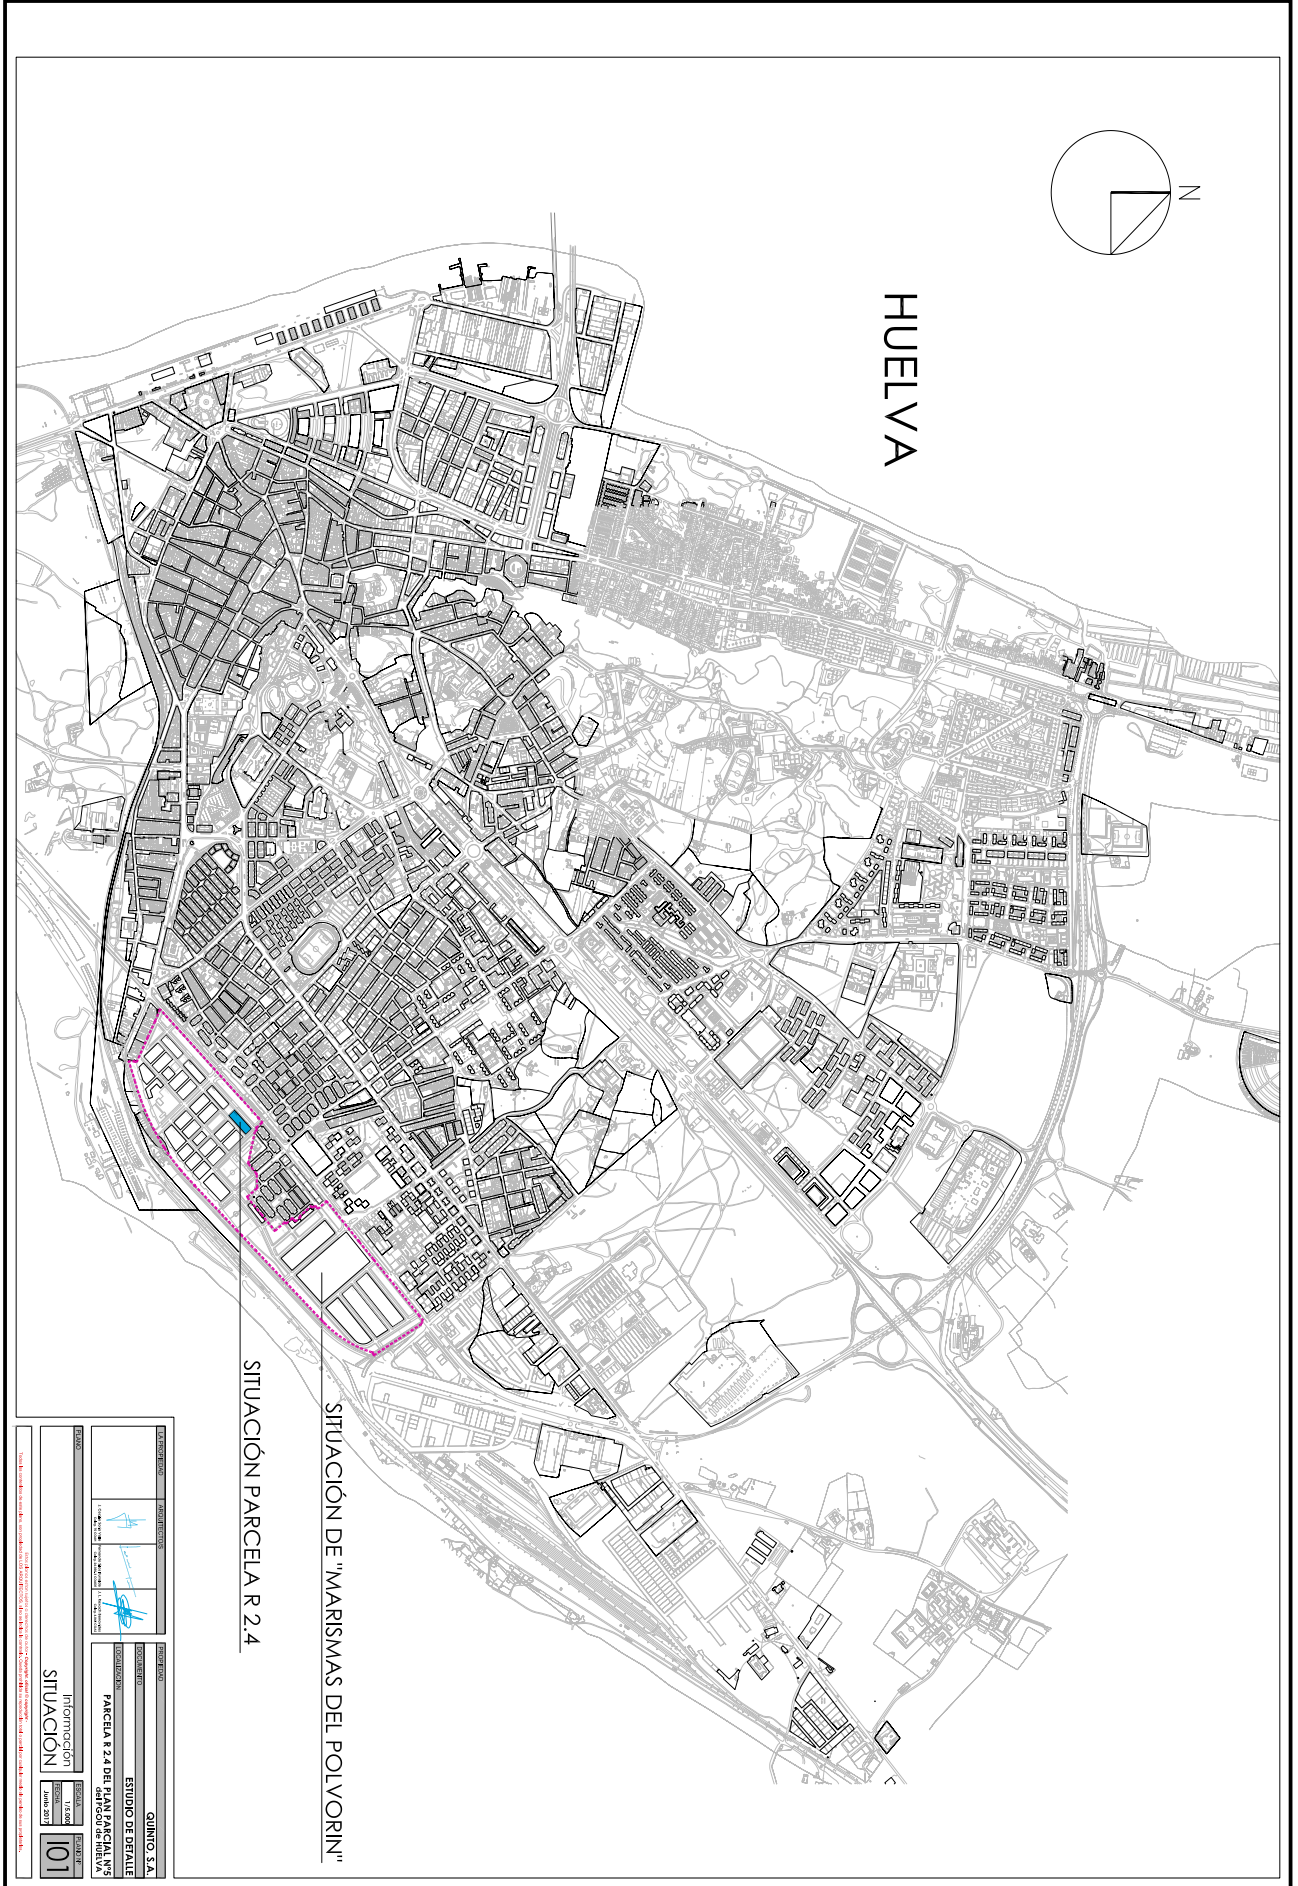 N
HUELVA
SITUACIÓN DE "MARISMAS DEL POLVORIN"
SITUACIÓN PARCELA R 2.4
LA PROPIEDAD
ARQUITECTOS
PROPIEDAD
QUINTO, S.A.
DOCUMENTO
ESTUDIO DE DETALLE
LOCALIZACIÓN
PARCELA R 2.4 DEL PLAN PARCIAL Nº5
del PGOU de HUELVA
PLANO
Información
SITUACIÓN
ESCALA
1/5.000
FECHA
Junio 2017
PLANO Nº
I01